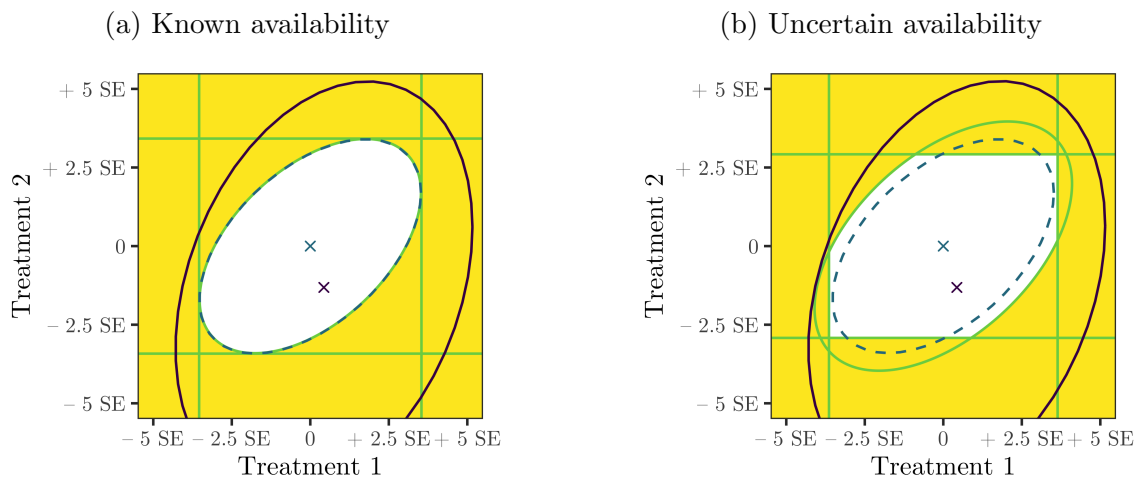 (a) Known availability
+ 5 SE
+ 2.5 SE
0
− 2.5 SE
− 5 SE
Treatment 2
− 5 SE − 2.5 SE 0 + 2.5 SE + 5 SE
Treatment 1
(b) Uncertain availability
+ 5 SE
+ 2.5 SE
0
− 2.5 SE
− 5 SE
Treatment 2
− 5 SE − 2.5 SE 0 + 2.5 SE + 5 SE
Treatment 1